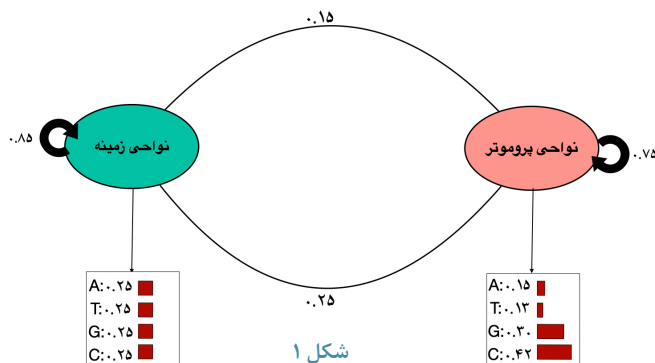 ۰.۱۵
۰.۸۵
نواحی زمینه
نواحی پروموتر
۰.۷۵
۰.۲۵
A:۰.۲۵
T:۰.۲۵
G:۰.۲۵
C:۰.۲۵
A:۰.۱۵
T:۰.۱۳
G:۰.۳۰
C:۰.۴۲
شکل ۱